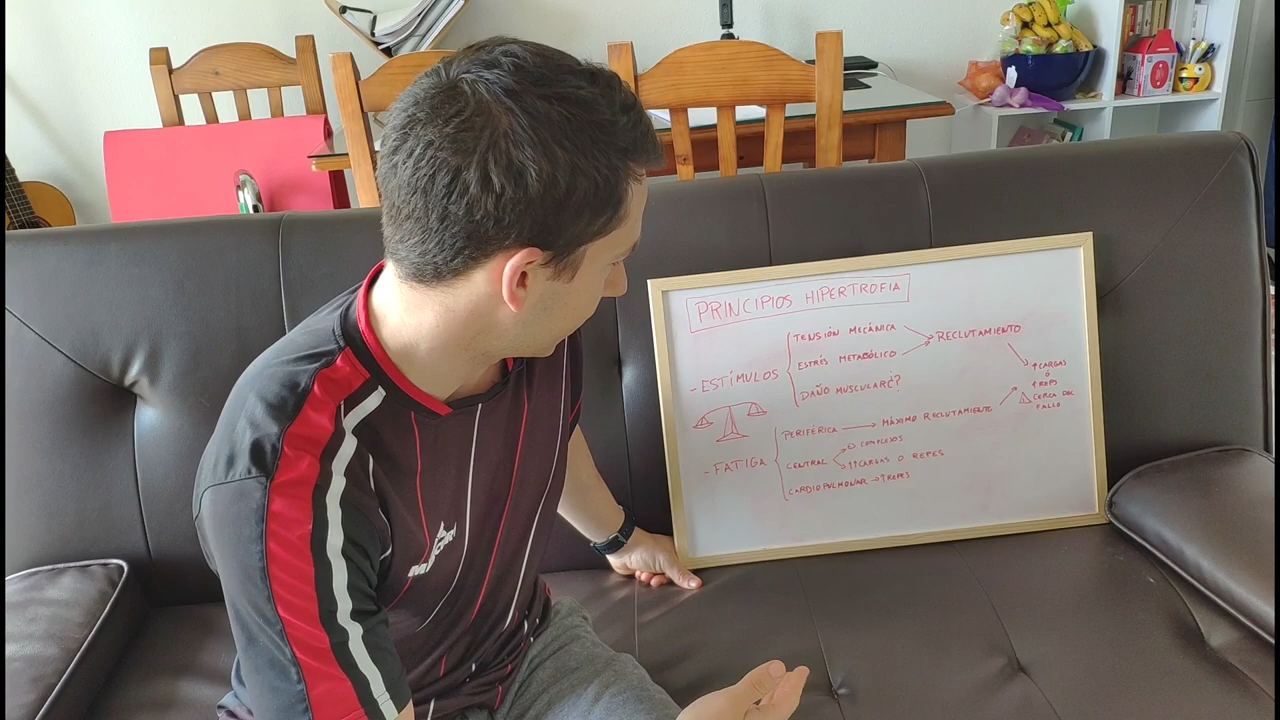 PRINCIPIOS HIPERTROFIA
- ESTÍMULOS
TENSIÓN MECÁNICA
ESTRÉS METABÓLICO
DAÑO MUSCULAR ¿?
→ RECLUTAMIENTO
↑ CARGAS
Ó
↑ REPS
⚠ CERCA DEL
FALLO
- FATIGA
PERIFÉRICA → MÁXIMO RECLUTAMIENTO
CENTRAL
EJ. COMPLEJOS
↑↑ CARGAS O REPES
CARDIOPULMONAR → ↑ REPES